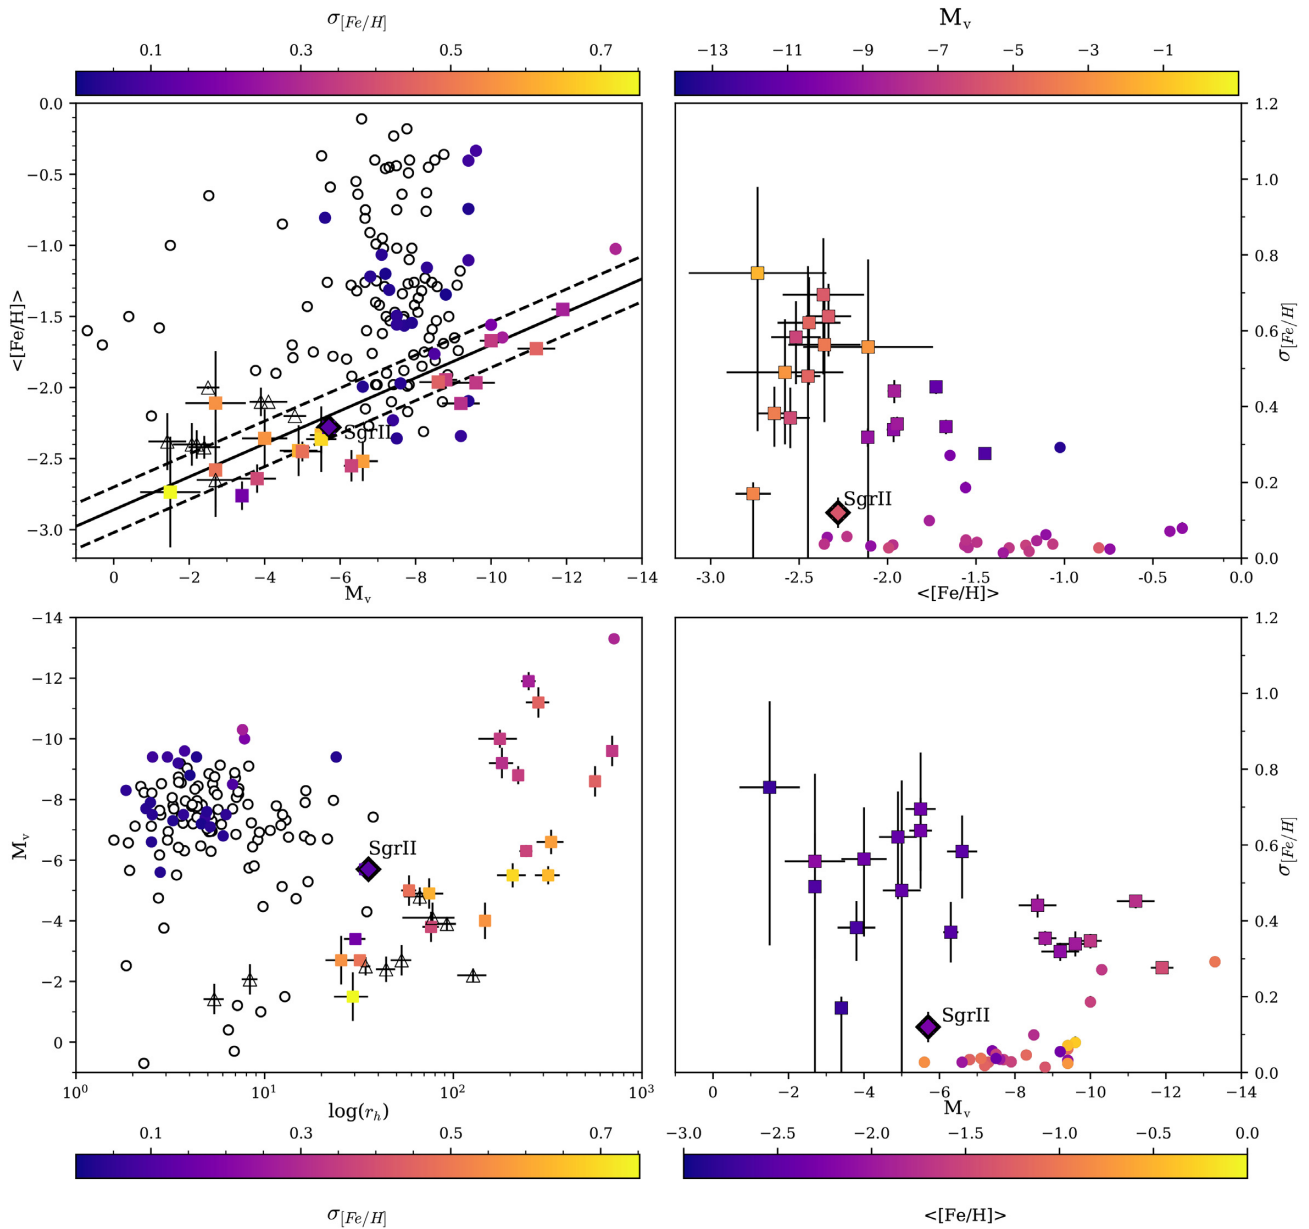 σ[Fe/H] Mv
0.1 0.3 0.5 0.7 −13 −11 −9 −7 −5 −3 −1
0.0 1.2
−0.5 1.0
−1.0 0.8
−1.5 0.6
−2.0 0.4
−2.5 0.2
−3.0 0.0
<[Fe/H]> σ[Fe/H]
SgrII SgrII
0 −2 −4 −6 −8 −10 −12 −14 -3.0 -2.5 -2.0 -1.5 -1.0 -0.5 0.0
Mv <[Fe/H]>
−14 1.2
−12 1.0
−10 0.8
−8 0.6
−6 0.4
−4 0.2
−2 0.0
0
Mv σ[Fe/H]
SgrII SgrII
10⁰ 10¹ 10² 10³ 0 −2 −4 −6 −8 −10 −12 −14
log(rh) Mv
0.1 0.3 0.5 0.7 −3.0 −2.5 −2.0 −1.5 −1.0 −0.5 0.0
σ[Fe/H] <[Fe/H]>